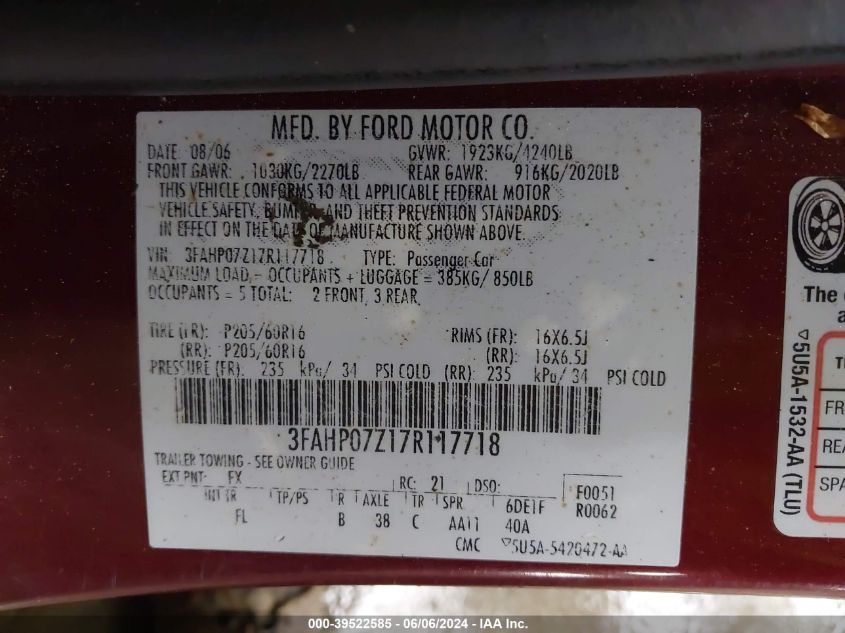 MFD. BY FORD MOTOR CO.
DATE: 08/06 GVWR: 1923KG/4240LB
FRONT GAWR: 1030KG/2270LB REAR GAWR: 916KG/2020LB
THIS VEHICLE CONFORMS TO ALL APPLICABLE FEDERAL MOTOR
VEHICLE SAFETY, AND THEFT PREVENTION STANDARDS
IN EFFECT ON THE DATE OF MANUFACTURE SHOWN ABOVE.
VIN: 3FAHP07Z17R117718 TYPE: Passenger Car
MAXIMUM LOAD = OCCUPANTS + LUGGAGE = 385KG/ 850LB
OCCUPANTS = 5 TOTAL: 2 FRONT, 3 REAR
TIRE (FR): P205/60R16 RIMS (FR): 16X6.5J
(RR): P205/60R16 (RR): 16X6.5J
PRESSURE (FR): 235 kPa/ 34 PSI COLD (RR): 235 kPa/ 34 PSI COLD
3FAHP07Z17R117718
TRAILER TOWING - SEE OWNER GUIDE
EXT PNT: FX RC: 21 DSO: F0051
INT TR TP/PS R AXLE TR SPR 6DE1F R0062
FL B 38 C AA11 40A
CMC 5U5A-5420472-AA
The
a
5U5A-1532-AA (TLU)
FR
REA
SPA
000-39522585 - 06/06/2024 - IAA Inc.